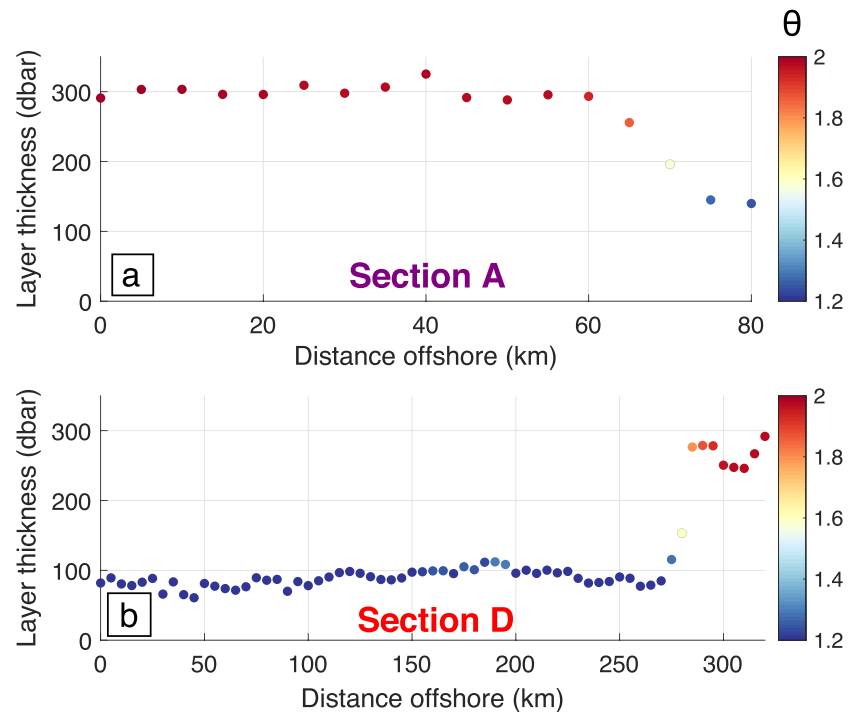 θ
Layer thickness (dbar)
300
200
100
0
a
Section A
0 20 40 60 80
Distance offshore (km)
2
1.8
1.6
1.4
1.2
Layer thickness (dbar)
300
200
100
0
b
Section D
0 50 100 150 200 250 300
Distance offshore (km)
2
1.8
1.6
1.4
1.2